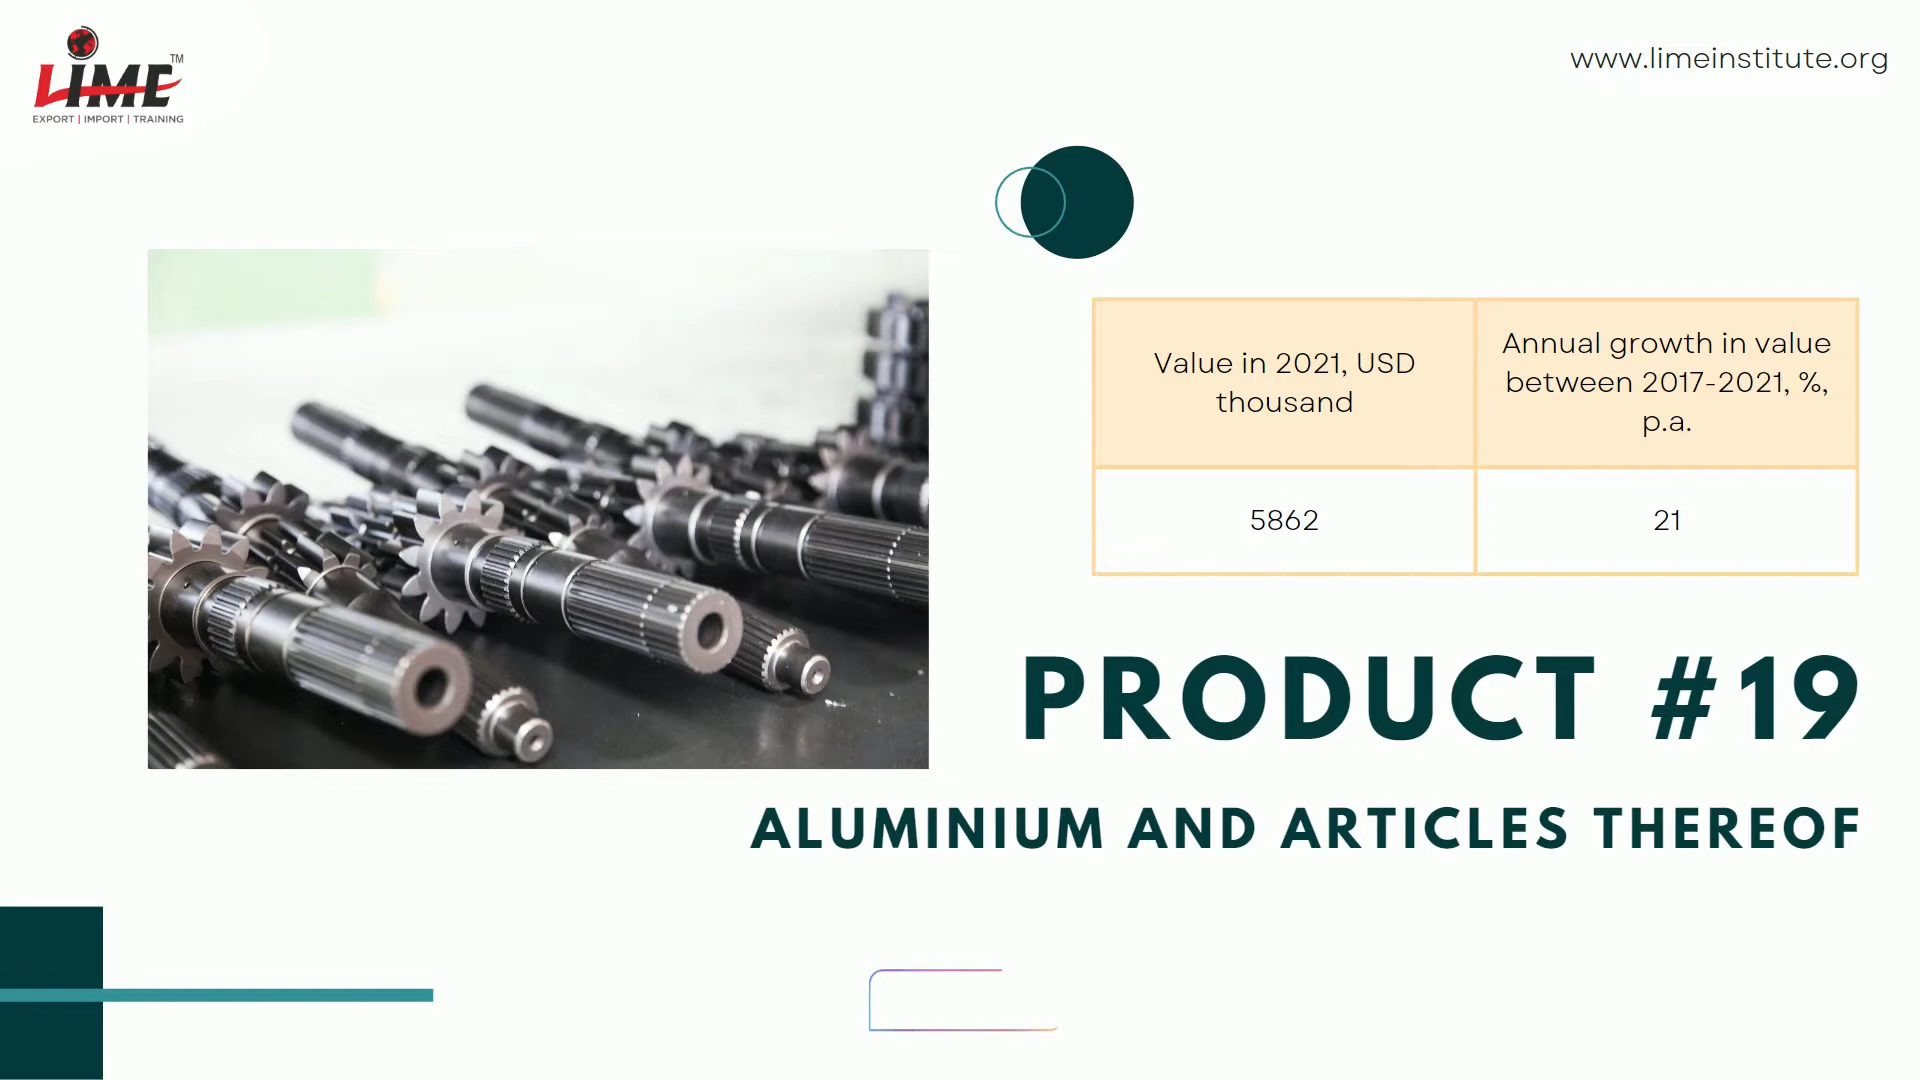 LIME
TM
EXPORT | IMPORT | TRAINING
www.limeinstitute.org
Value in 2021, USD
thousand
Annual growth in value
between 2017-2021, %,
p.a.
5862
21
PRODUCT #19
ALUMINIUM AND ARTICLES THEREOF